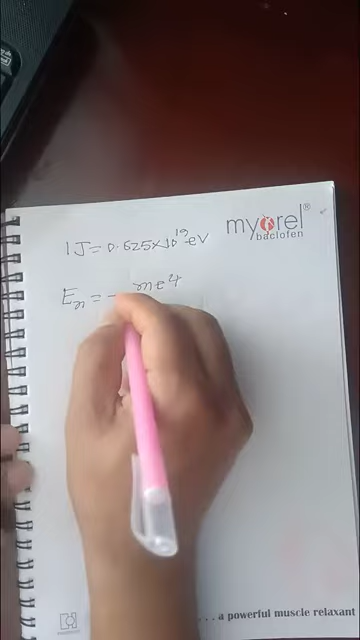 myorel®
baclofen
1J = 0.625×10¹⁹ eV
Eₙ = − me⁴
... a powerful muscle relaxant